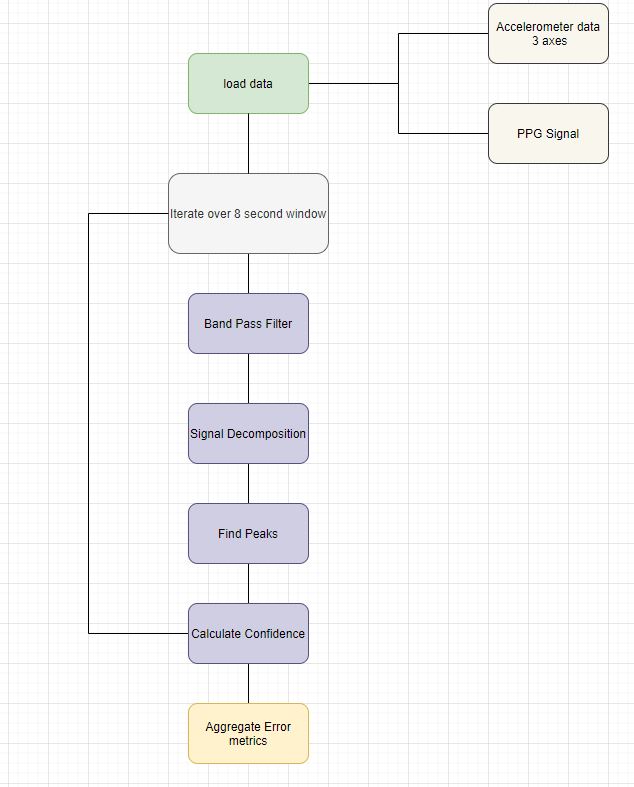 Accelerometer data
3 axes
load data
PPG Signal
Iterate over 8 second window
Band Pass Filter
Signal Decomposition
Find Peaks
Calculate Confidence
Aggregate Error
metrics